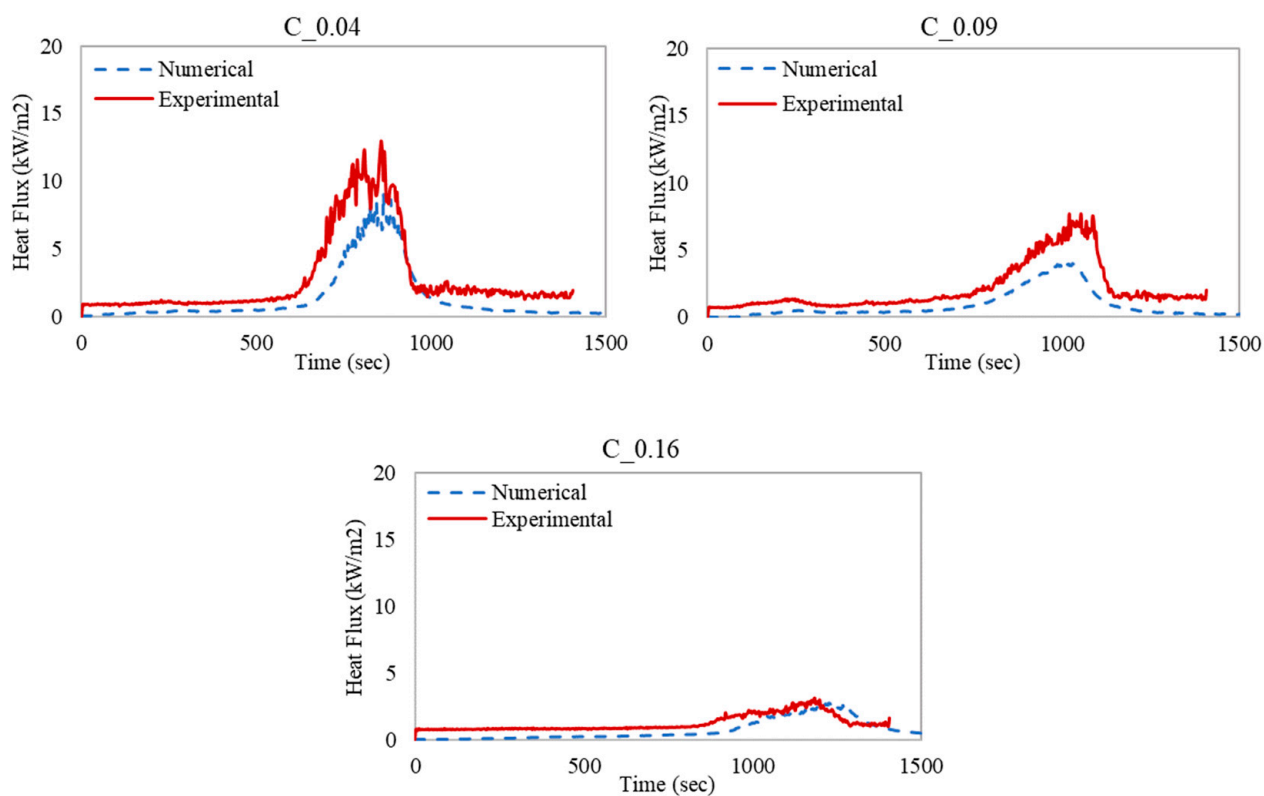 C_0.04
20
15
10
5
0
Heat Flux (kW/m2)
Numerical
Experimental
0 500 1000 1500
Time (sec)
C_0.09
20
15
10
5
0
Heat Flux (kW/m2)
Numerical
Experimental
0 500 1000 1500
Time (sec)
C_0.16
20
15
10
5
0
Heat Flux (kW/m2)
Numerical
Experimental
0 500 1000 1500
Time (sec)